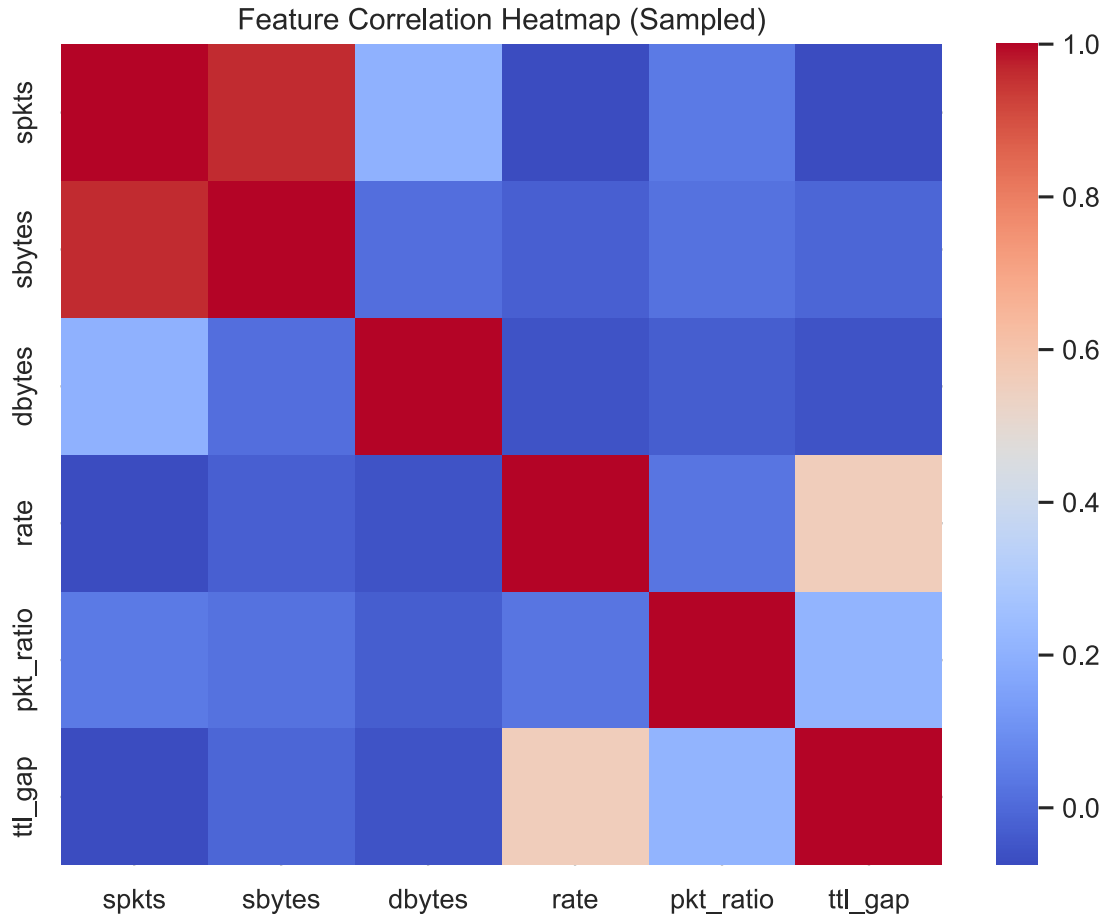 Feature Correlation Heatmap (Sampled)
spkts
sbytes
dbytes
rate
pkt_ratio
ttl_gap
spkts
sbytes
dbytes
rate
pkt_ratio
ttl_gap
1.0
0.8
0.6
0.4
0.2
0.0